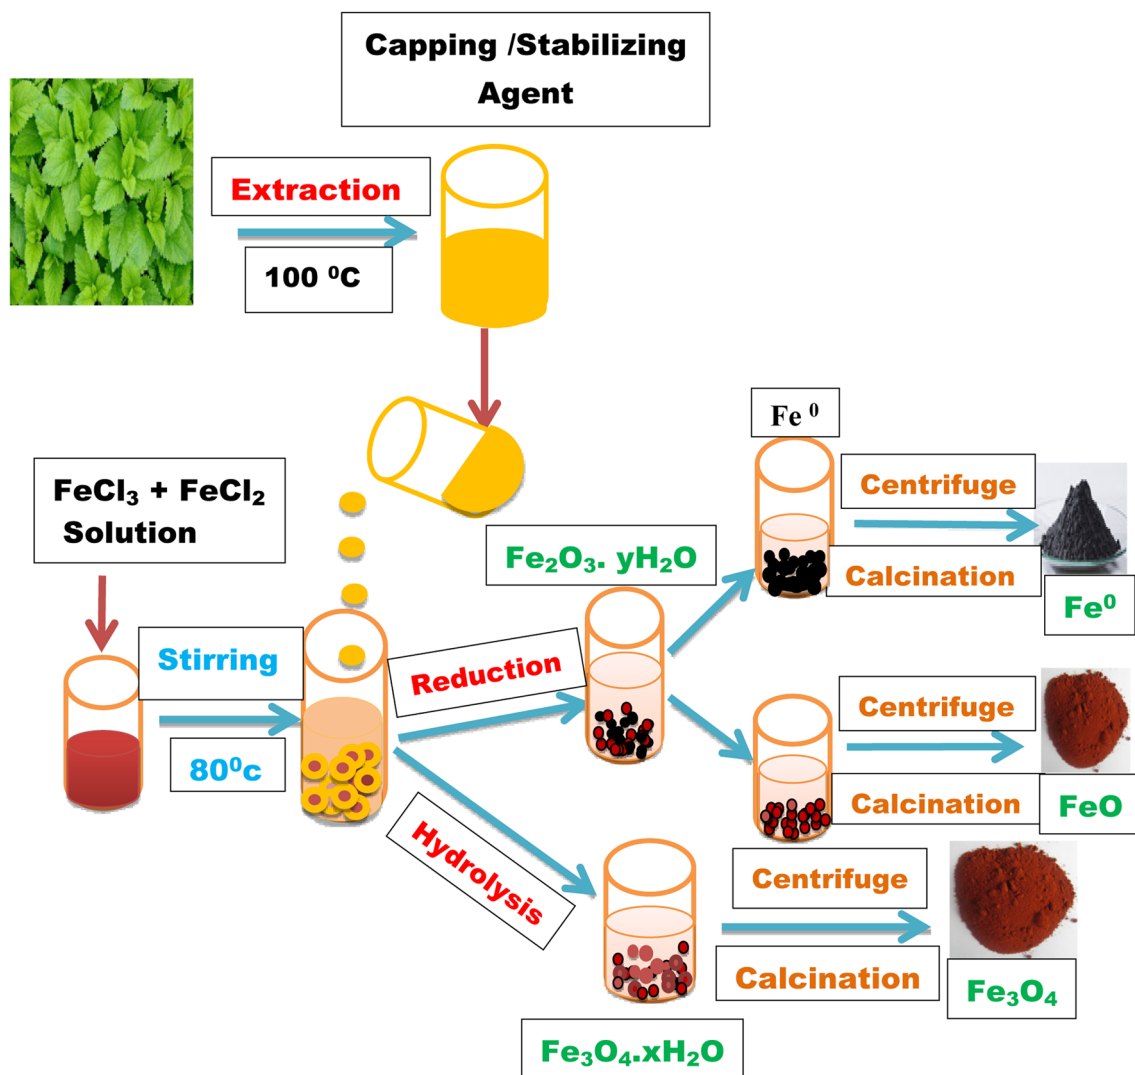 Capping /Stabilizing
Agent
Extraction
100 ⁰C
FeCl₃ + FeCl₂
Solution
Stirring
80⁰c
Reduction
Hydrolysis
Fe₂O₃. yH₂O
Fe ⁰
Centrifuge
Calcination
Fe⁰
Centrifuge
Calcination
FeO
Centrifuge
Calcination
Fe₃O₄
Fe₃O₄.xH₂O